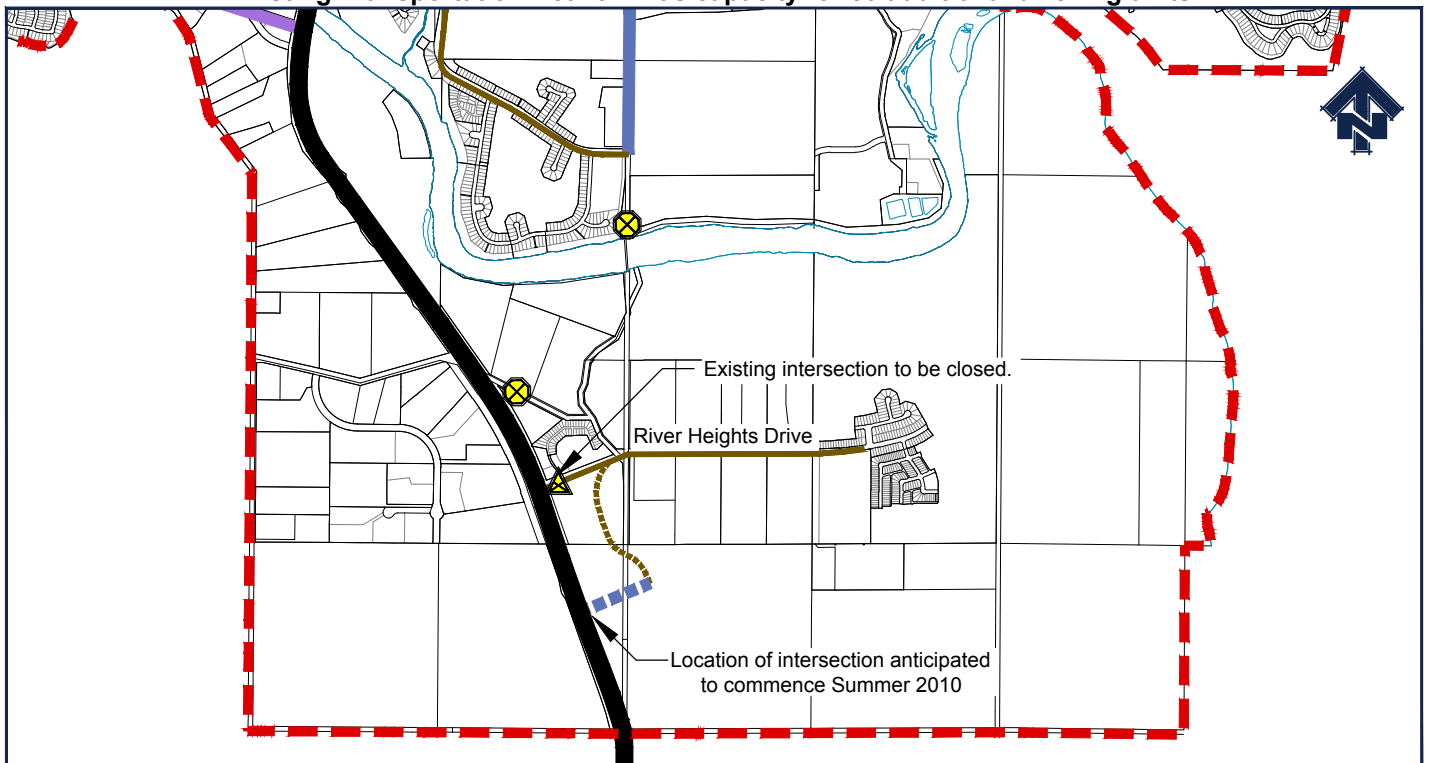 Existing intersection to be closed.
River Heights Drive
Location of intersection anticipated
to commence Summer 2010
N